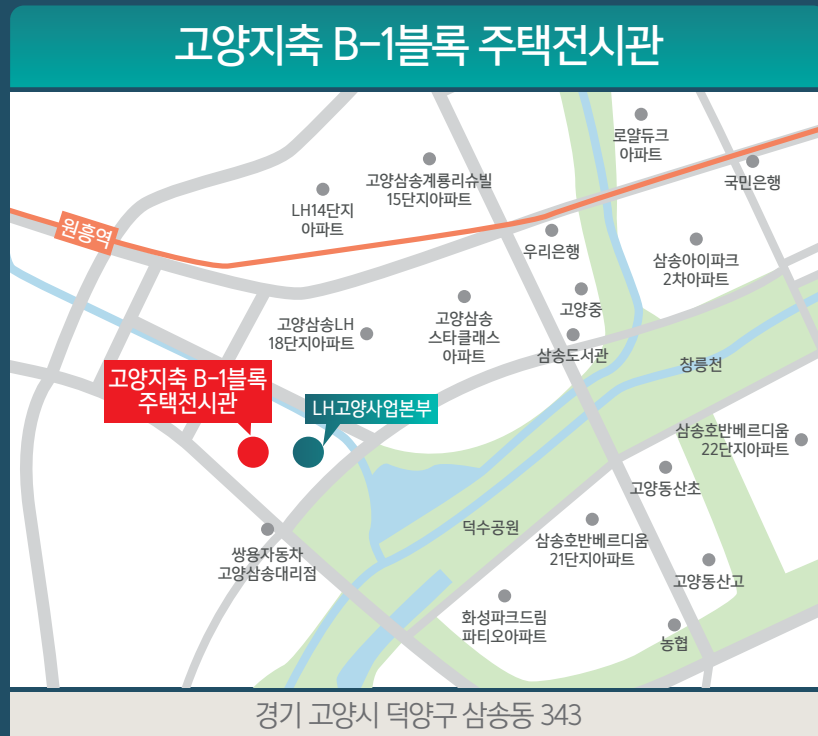 고양지축 B-1블록 주택전시관
로얄듀크
아파트
국민은행
고양삼송계룡리슈빌
15단지아파트
LH14단지
아파트
원흥역
우리은행
삼송아이파크
2차아파트
고양중
고양삼송
스타클래스
아파트
고양삼송LH
18단지아파트
삼송도서관
창릉천
고양지축 B-1블록
주택전시관
LH고양사업본부
삼송호반베르디움
22단지아파트
고양동산초
덕수공원
삼송호반베르디움
21단지아파트
쌍용자동차
고양삼송대리점
고양동산고
화성파크드림
파티오아파트
농협
경기 고양시 덕양구 삼송동 343